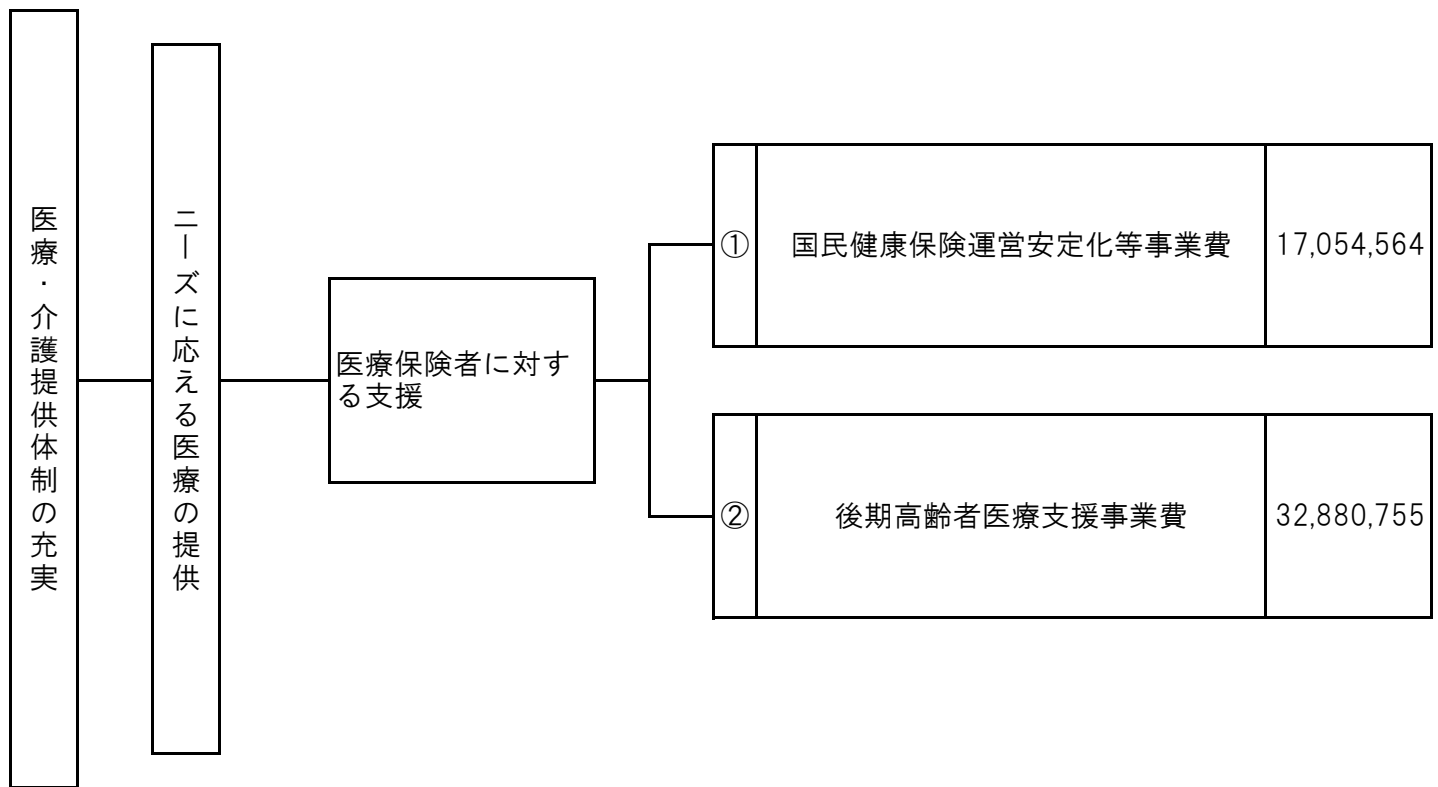 医療・介護提供体制の充実
ニーズに応える医療の提供
医療保険者に対す
る支援
① 国民健康保険運営安定化等事業費 17,054,564
② 後期高齢者医療支援事業費 32,880,755